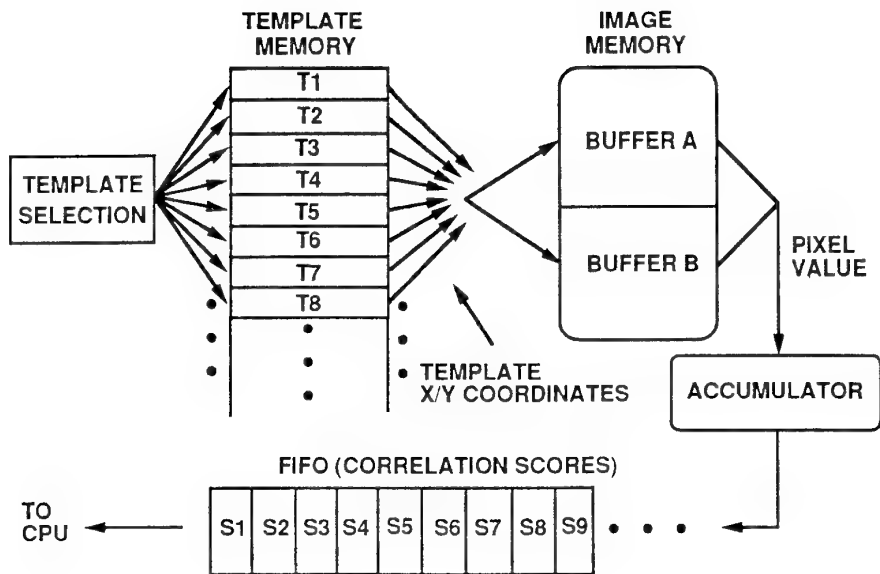 TEMPLATE
MEMORY
IMAGE
MEMORY
T1
T2
T3
T4
T5
T6
T7
T8
TEMPLATE
SELECTION
BUFFER A
BUFFER B
PIXEL
VALUE
TEMPLATE
X/Y COORDINATES
ACCUMULATOR
FIFO (CORRELATION SCORES)
TO
CPU
S1 S2 S3 S4 S5 S6 S7 S8 S9